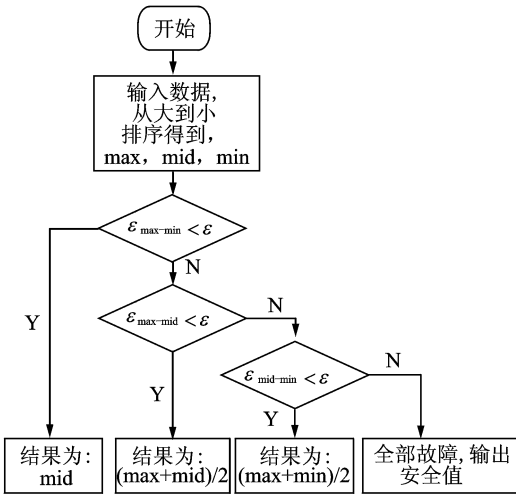 开始
输入数据,
从大到小
排序得到，
max，mid，min
ε max-min < ε
N
Y
ε max-mid < ε
N
Y
ε mid-min < ε
N
Y
结果为:
mid
结果为:
(max+mid)/2
结果为:
(max+min)/2
全部故障,输出
安全值